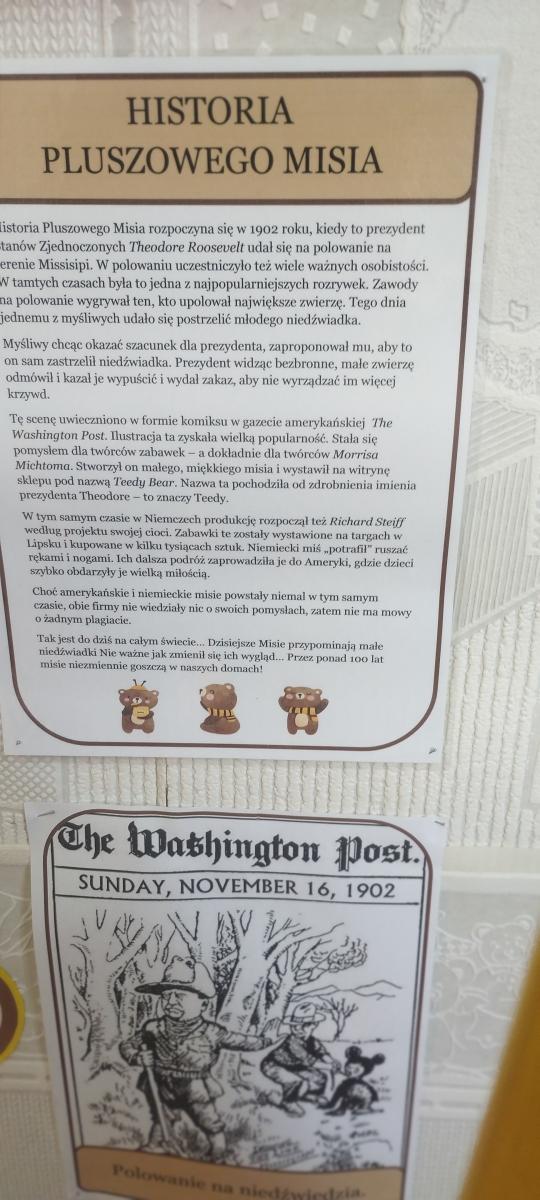 HISTORIA
PLUSZOWEGO MISIA
istoria Pluszowego Misia rozpoczyna się w 1902 roku, kiedy to prezydent
tanów Zjednoczonych Theodore Roosevelt udał się na polowanie na
erenie Missisipi. W polowaniu uczestniczyło też wiele ważnych osobistości.
W tamtych czasach była to jedna z najpopularniejszych rozrywek. Zawody
na polowanie wygrywał ten, kto upolował największe zwierzę. Tego dnia
jednemu z myśliwych udało się postrzelić młodego niedźwiadka.
Myśliwy chcąc okazać szacunek dla prezydenta, zaproponował mu, aby to
on sam zastrzelił niedźwiadka. Prezydent widząc bezbronne, małe zwierzę
odmówił i kazał je wypuścić i wydał zakaz, aby nie wyrządzać im więcej
krzywd.
Tę scenę uwieczniono w formie komiksu w gazecie amerykańskiej The
Washington Post. Ilustracja ta zyskała wielką popularność. Stała się
pomysłem dla twórców zabawek – a dokładnie dla twórców Morrisa
Michtoma. Stworzył on małego, miękkiego misia i wystawił na witrynę
sklepu pod nazwą Teedy Bear. Nazwa ta pochodziła od zdrobnienia imienia
prezydenta Theodore – to znaczy Teedy.
W tym samym czasie w Niemczech produkcję rozpoczął też Richard Steiff
według projektu swojej cioci. Zabawki te zostały wystawione na targach w
Lipsku i kupowane w kilku tysiącach sztuk. Niemiecki miś „potrafił” ruszać
rękami i nogami. Ich dalsza podróż zaprowadziła je do Ameryki, gdzie dzieci
szybko obdarzyły je wielką miłością.
Choć amerykańskie i niemieckie misie powstały niemal w tym samym
czasie, obie firmy nie wiedziały nic o swoich pomysłach, zatem nie ma mowy
o żadnym plagiacie.
Tak jest do dziś na całym świecie... Dzisiejsze Misie przypominają małe
niedźwiadki Nie ważne jak zmienił się ich wygląd... Przez ponad 100 lat
misie niezmiennie goszczą w naszych domach!
The Washington Post.
SUNDAY, NOVEMBER 16, 1902
Polowanie na niedźwiedzia.